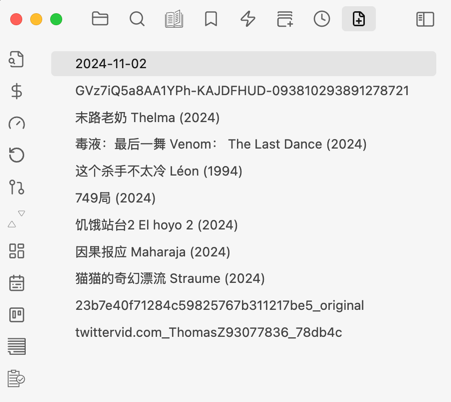 2024-11-02
GVz7iQ5a8AA1YPh-KAJDFHUD-093810293891278721
末路老奶 Thelma (2024)
毒液：最后一舞 Venom： The Last Dance (2024)
这个杀手不太冷 Léon (1994)
749局 (2024)
饥饿站台2 El hoyo 2 (2024)
因果报应 Maharaja (2024)
猫猫的奇幻漂流 Straume (2024)
23b7e40f71284c59825767b311217be5_original
twittervid.com_ThomasZ93077836_78db4c